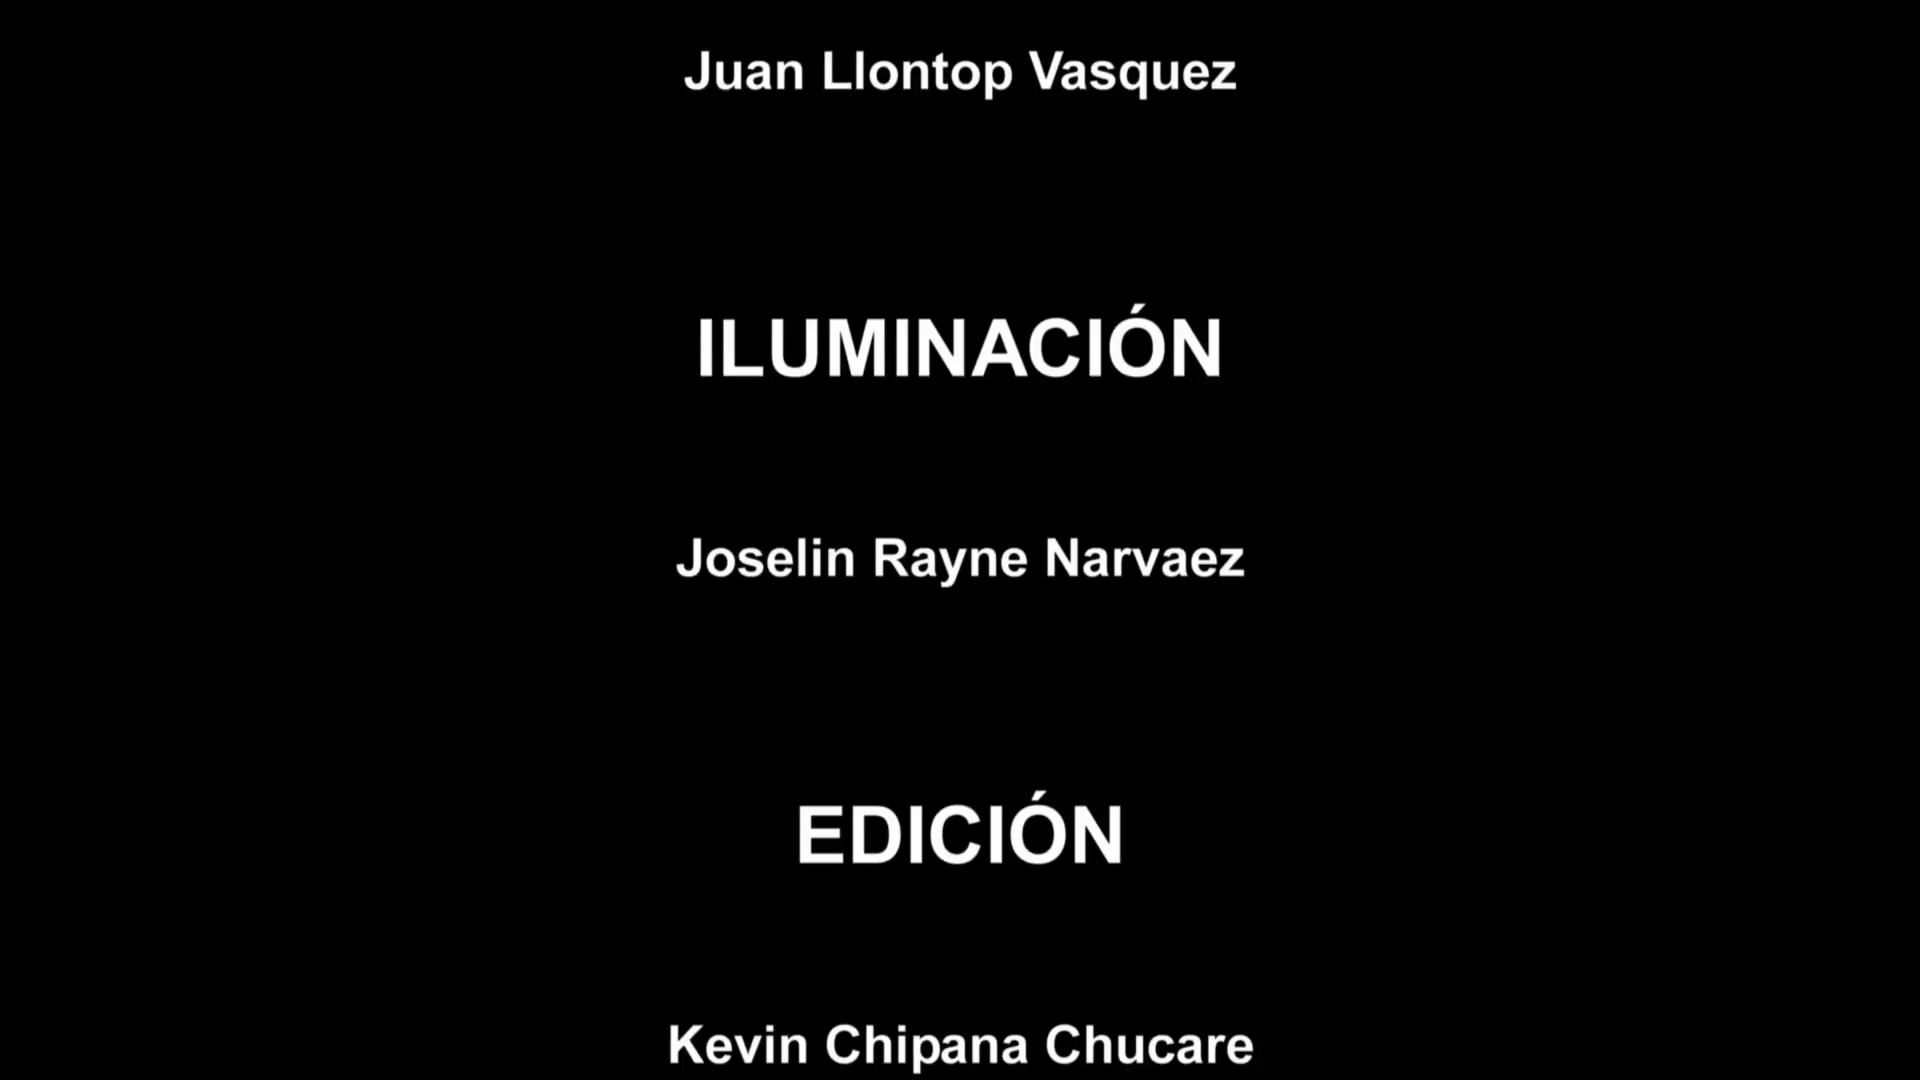 Juan Llontop Vasquez
ILUMINACIÓN
Joselin Rayne Narvaez
EDICIÓN
Kevin Chipana Chucare